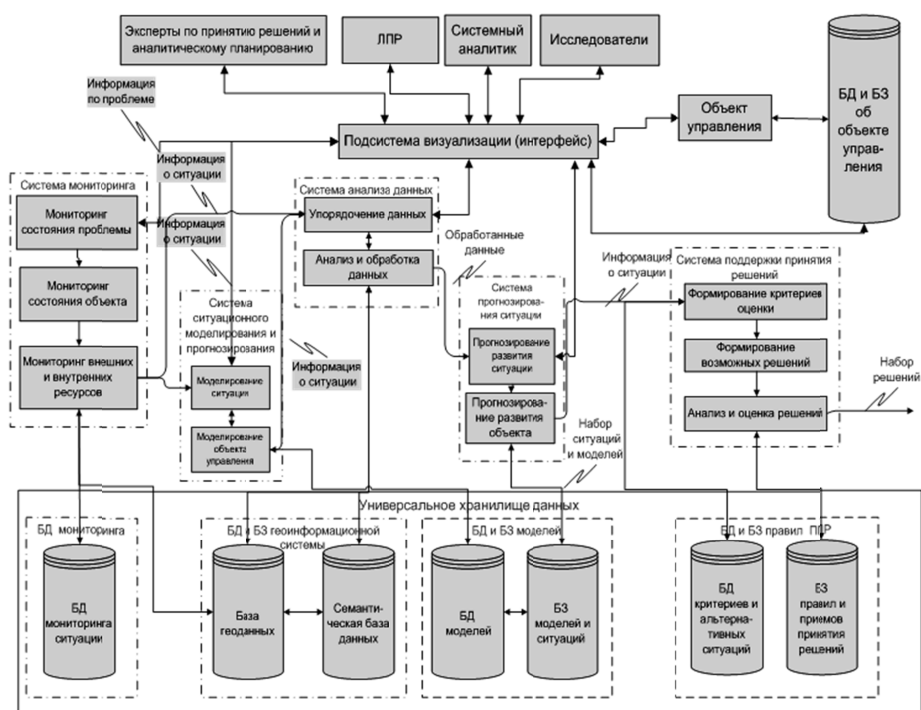 Эксперты по принятию решений и
аналитическому планированию
ЛПР
Системный
аналитик
Исследователи
БД и БЗ
об
объекте
управ-
ления
Объект
управления
Информация
по проблеме
Подсистема визуализации (интерфейс)
Информация
о ситуации
Система мониторинга
Мониторинг
состояния проблемы
Мониторинг
состояния объекта
Мониторинг внешних
и внутренних
ресурсов
Информация
о ситуации
Система анализа данных
Упорядочение данных
Анализ и обработка
данных
Обработанные
данные
Система
ситуационного
моделирования и
прогнозирования
Моделирование
ситуация
Моделирование
объекта
управления
Информация
о ситуации
Система
прогнозирова-
ния ситуации
Прогнозирование
развития
ситуации
Прогнозирова-
ние развития
объекта
Информация
о ситуации
Система поддержки принятия
решений
Формирование критериев
оценки
Формирование
возможных решений
Анализ и оценка решений
Набор
решений
Набор
ситуаций
и моделей
Универсальное хранилище данных
БД мониторинга
БД
мониторинга
ситуации
БД и БЗ геоинформационной
системы
База
геоданных
Семанти-
ческая база
данных
БД и БЗ моделей
БД
моделей
БЗ
моделей и
ситуаций
БД и БЗ правил ППР
БД
критериев и
альтерна-
тивных
ситуаций
БЗ
правил и
приемов
принятия
решений